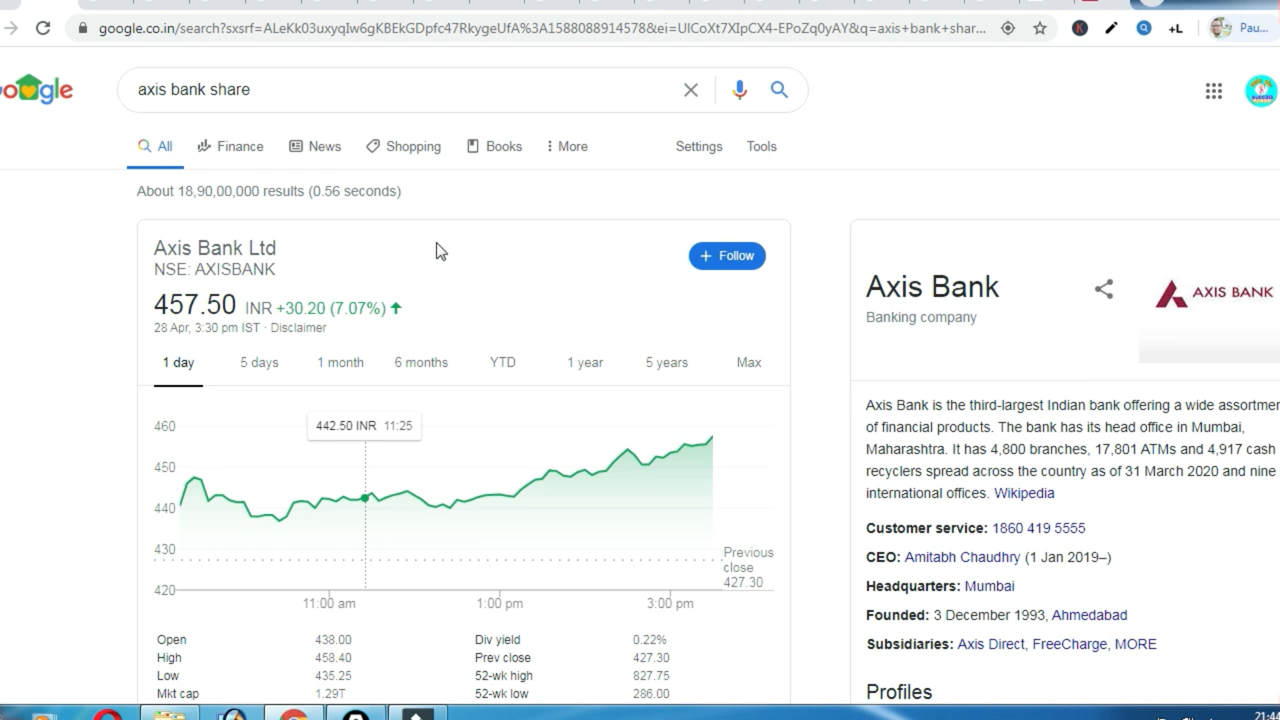 google.co.in/search?sxsrf=ALeKk03uxyqIw6gKBEkGDpfc47RkygeUfA%3A1588088914578&ei=UlCoXt7XIpCX4-EPoZq0yAY&q=axis+bank+shar...
+L
Pau...
oogle
axis bank share
All
Finance
News
Shopping
Books
More
Settings
Tools
About 18,90,00,000 results (0.56 seconds)
Axis Bank Ltd
NSE: AXISBANK
+ Follow
457.50 INR +30.20 (7.07%)
28 Apr, 3:30 pm IST · Disclaimer
1 day
5 days
1 month
6 months
YTD
1 year
5 years
Max
442.50 INR 11:25
460
450
440
430
420
Previous
close
427.30
11:00 am
1:00 pm
3:00 pm
Open 438.00 Div yield 0.22%
High 458.40 Prev close 427.30
Low 435.25 52-wk high 827.75
Mkt cap 1.29T 52-wk low 286.00
Axis Bank
Banking company
AXIS BANK
Axis Bank is the third-largest Indian bank offering a wide assortmer
of financial products. The bank has its head office in Mumbai,
Maharashtra. It has 4,800 branches, 17,801 ATMs and 4,917 cash
recyclers spread across the country as of 31 March 2020 and nine
international offices. Wikipedia
Customer service: 1860 419 5555
CEO: Amitabh Chaudhry (1 Jan 2019–)
Headquarters: Mumbai
Founded: 3 December 1993, Ahmedabad
Subsidiaries: Axis Direct, FreeCharge, MORE
Profiles